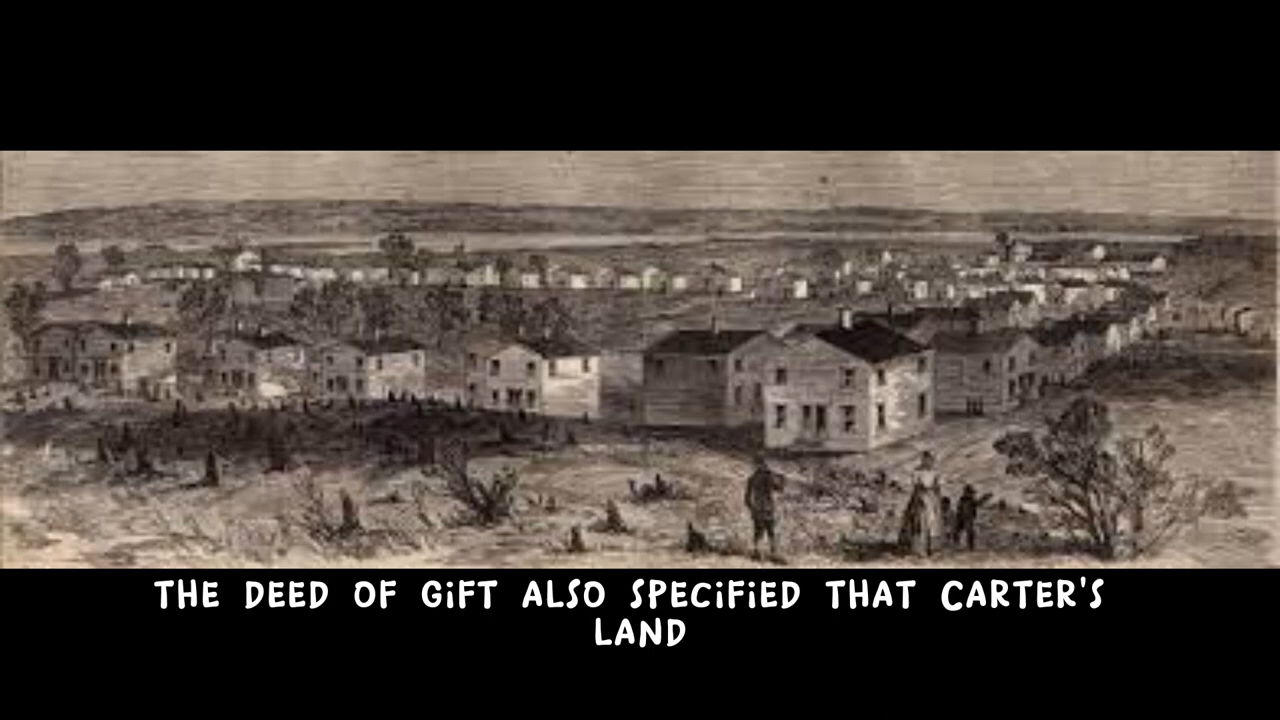 THE DEED OF GIFT ALSO SPECIFIED THAT CARTER'S
LAND